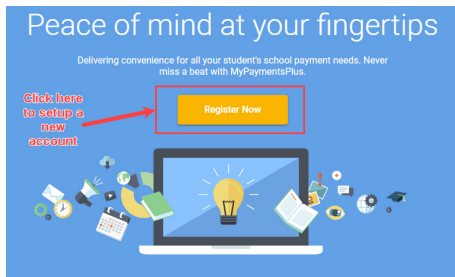 Peace of mind at your fingertips
Delivering convenience for all your student's school payment needs. Never
miss a beat with MyPaymentsPlus.
Click here
to setup a
new
account
Register Now